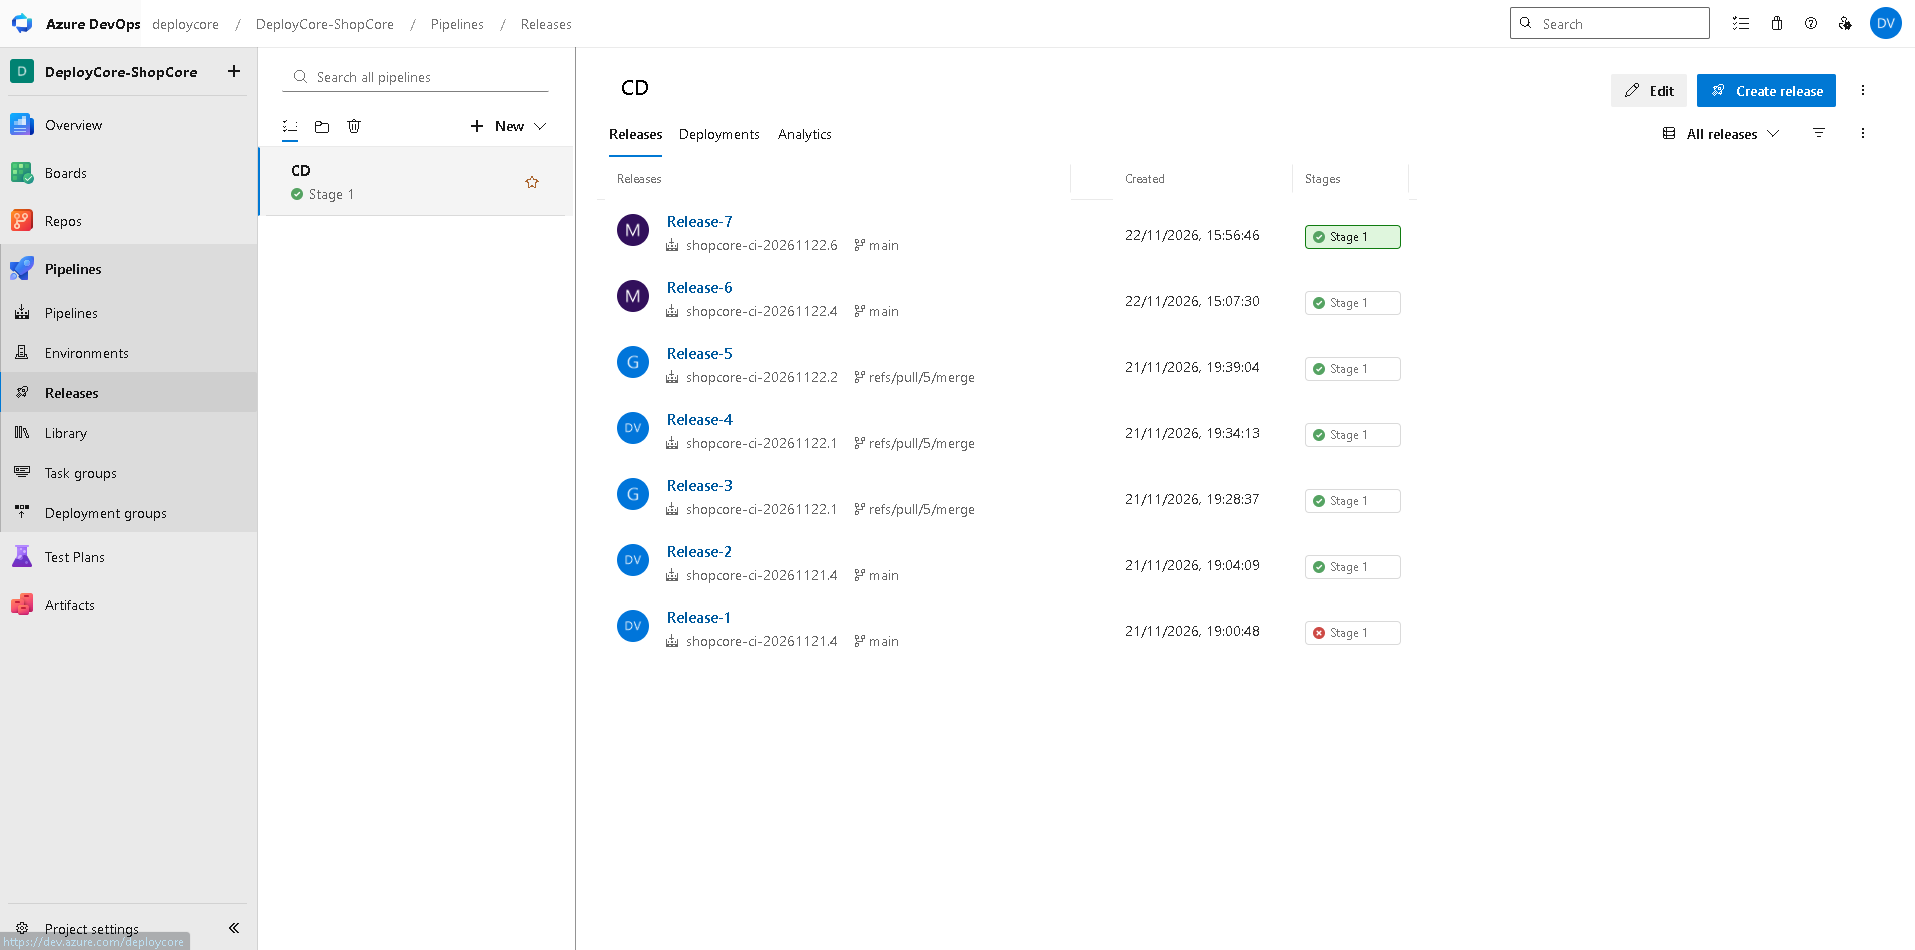 Azure DevOps deploycore / DeployCore-ShopCore / Pipelines / Releases
Search
DV
D DeployCore-ShopCore
Overview
Boards
Repos
Pipelines
Pipelines
Environments
Releases
Library
Task groups
Deployment groups
Test Plans
Artifacts
Project settings
https://dev.azure.com/deploycore
Search all pipelines
New
CD
Stage 1
CD
Edit
Create release
Releases Deployments Analytics
All releases
Releases Created Stages
M Release-7
shopcore-ci-20261122.6 main
22/11/2026, 15:56:46
Stage 1
M Release-6
shopcore-ci-20261122.4 main
22/11/2026, 15:07:30
Stage 1
G Release-5
shopcore-ci-20261122.2 refs/pull/5/merge
21/11/2026, 19:39:04
Stage 1
DV Release-4
shopcore-ci-20261122.1 refs/pull/5/merge
21/11/2026, 19:34:13
Stage 1
G Release-3
shopcore-ci-20261122.1 refs/pull/5/merge
21/11/2026, 19:28:37
Stage 1
DV Release-2
shopcore-ci-20261121.4 main
21/11/2026, 19:04:09
Stage 1
DV Release-1
shopcore-ci-20261121.4 main
21/11/2026, 19:00:48
Stage 1